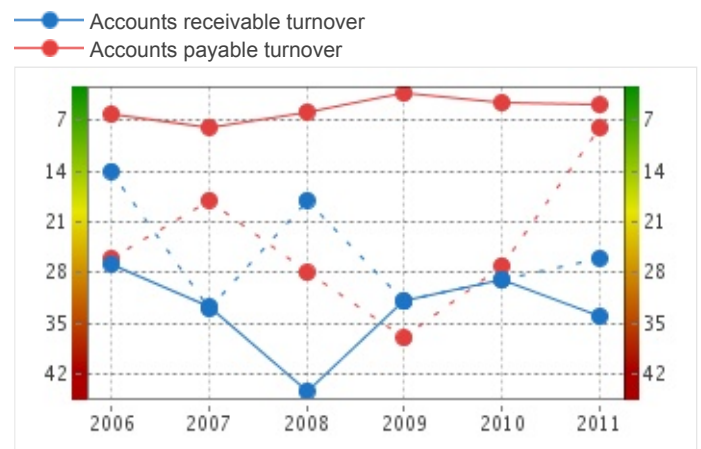 Accounts receivable turnover
Accounts payable turnover
7 7
14 14
21 21
28 28
35 35
42 42
2006 2007 2008 2009 2010 2011